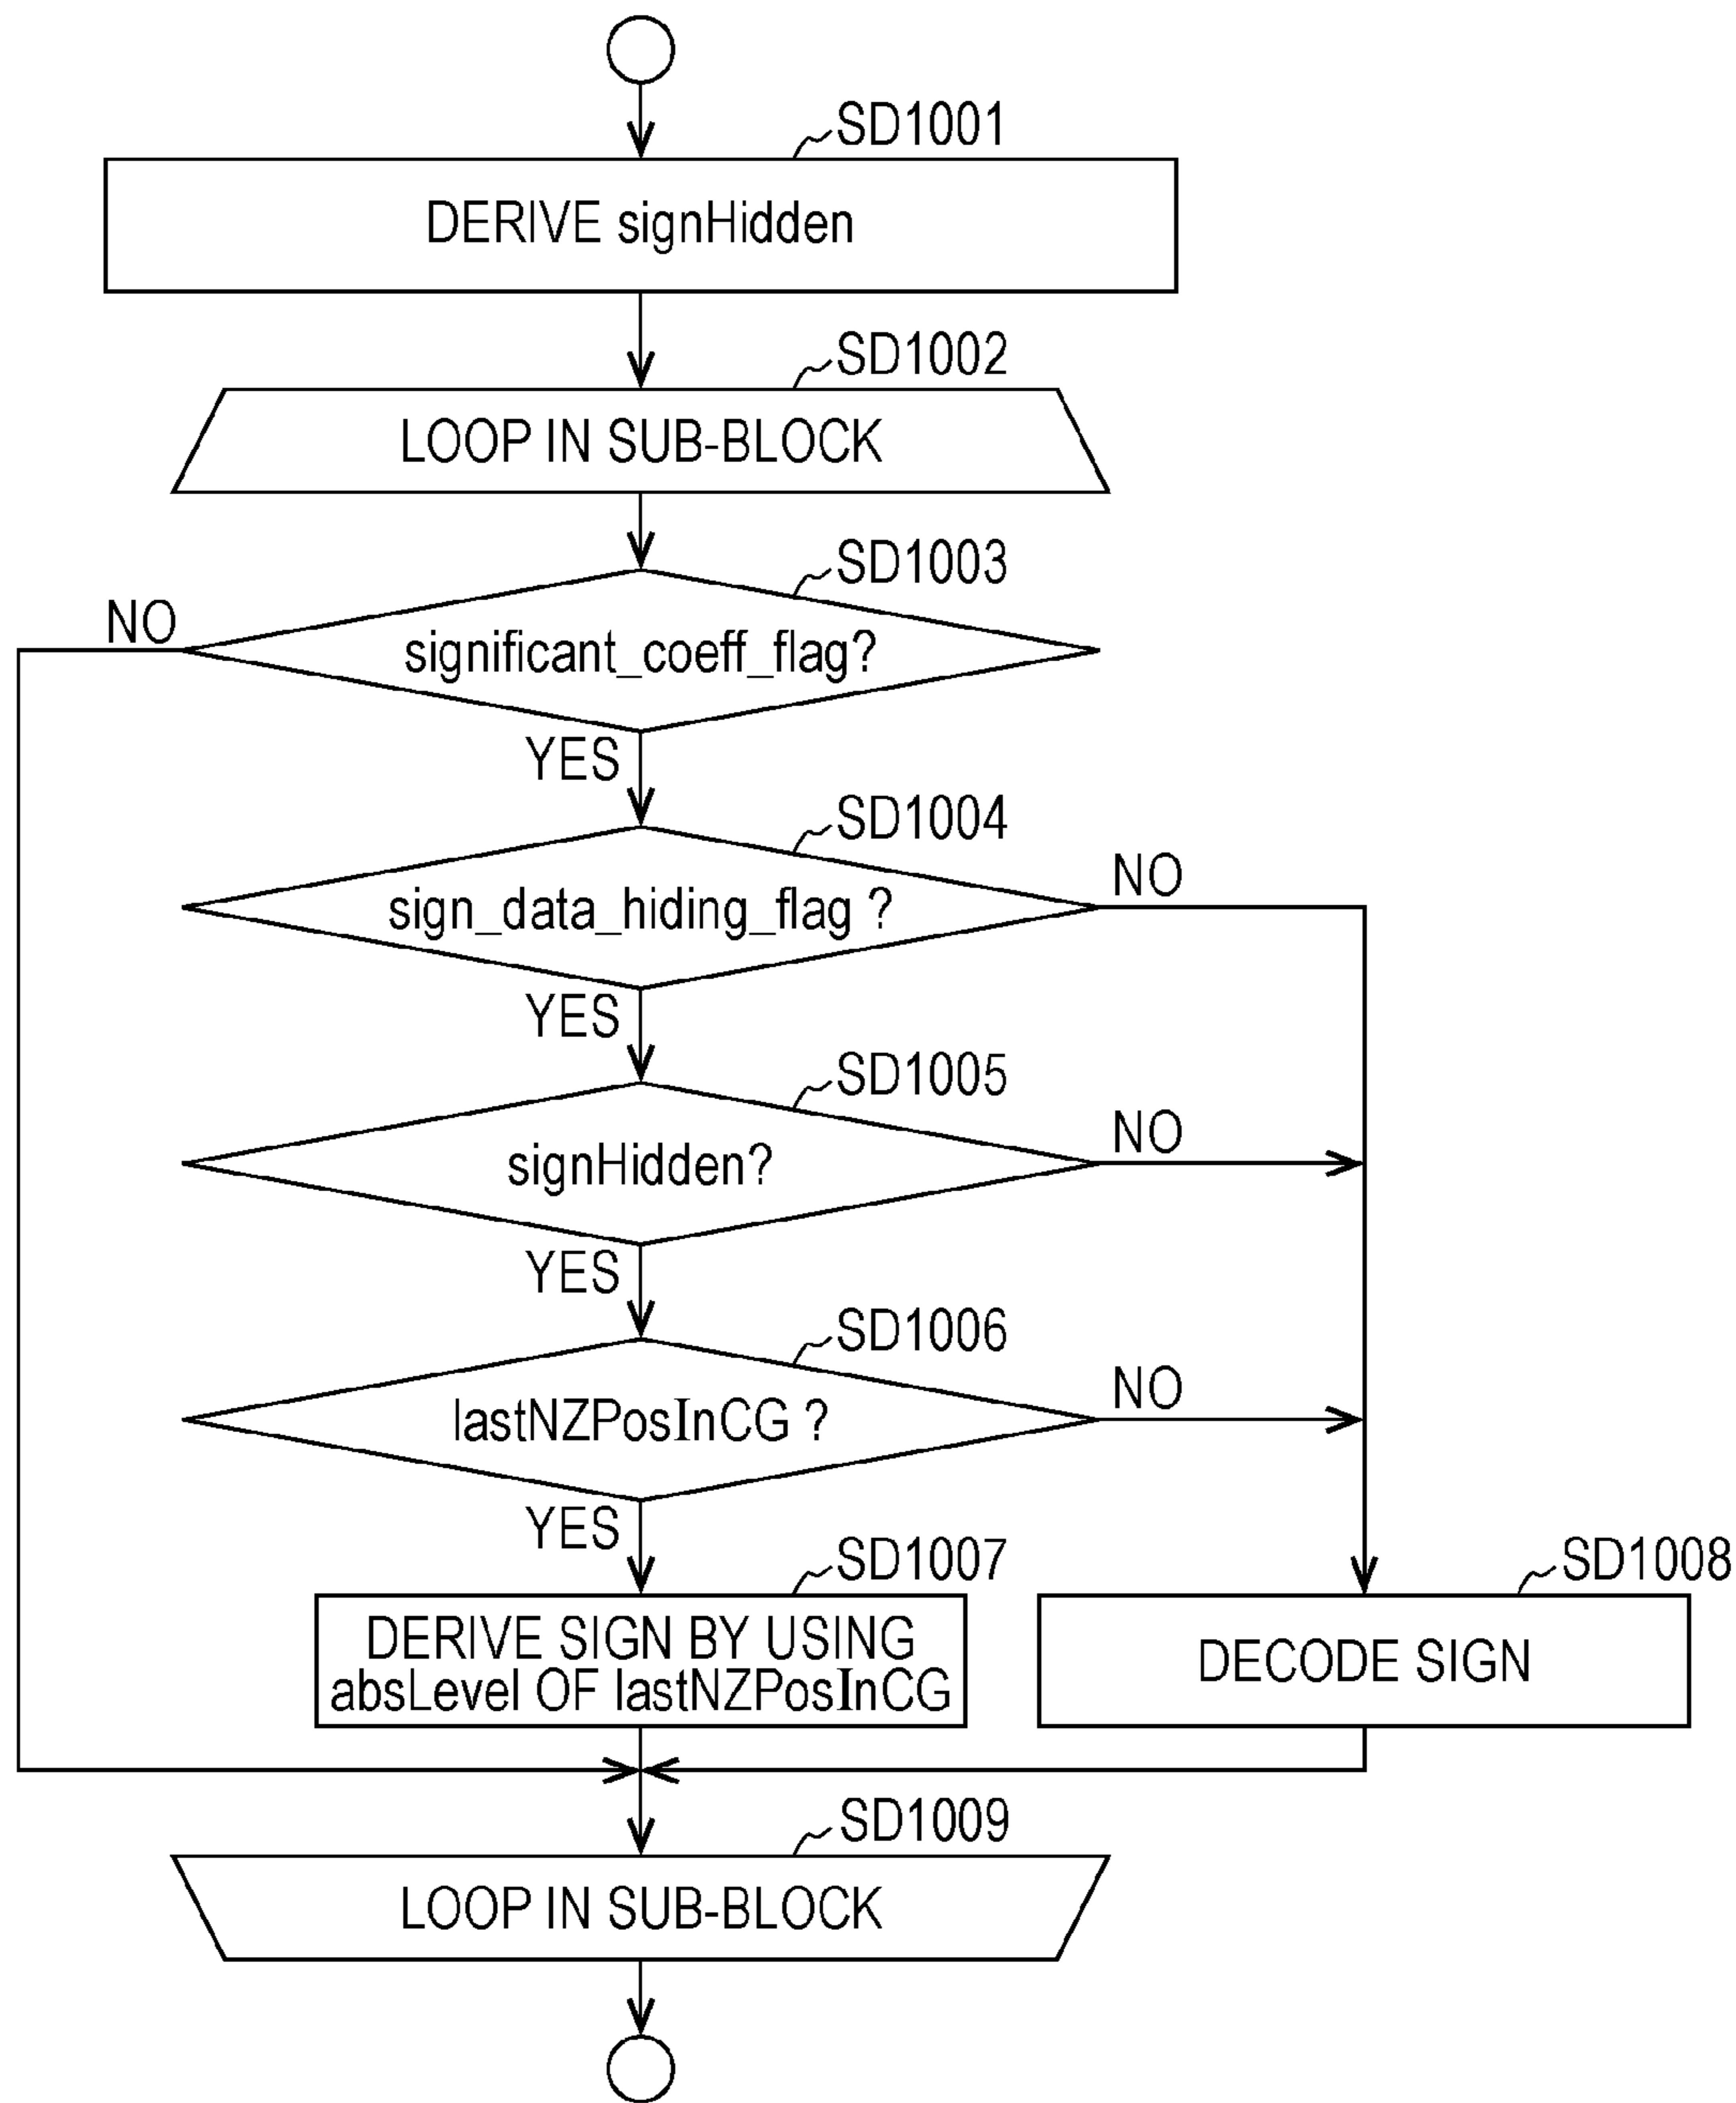 SD1001
DERIVE signHidden
SD1002
LOOP IN SUB-BLOCK
SD1003
NO
significant_coeff_flag?
YES
SD1004
NO
sign_data_hiding_flag ?
YES
SD1005
NO
signHidden?
YES
SD1006
NO
lastNZPosInCG ?
YES
SD1007
SD1008
DERIVE SIGN BY USING
absLevel OF lastNZPosInCG
DECODE SIGN
SD1009
LOOP IN SUB-BLOCK